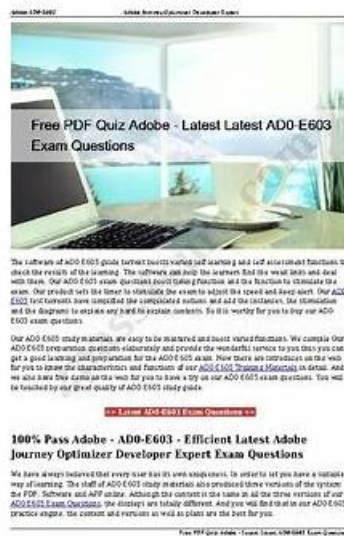 Adobe AD0-E603
Adobe Journey Optimizer Developer Expert
Free PDF Quiz Adobe - Latest Latest AD0-E603
Exam Questions
The software of AD0-E603 guide torrent boosts varied self-learning and self-assessment functions to
check the results of the learning. The software can help the learners find the weak links and deal
with them. Our AD0-E603 exam questions boost timing function and the function to stimulate the
exam. Our product sets the timer to stimulate the exam to adjust the speed and keep alert. Our AD0-
E603 test torrents have simplified the complicated notions and add the instances, the stimulation
and the diagrams to explain any hard-to-explain contents. So it is worthy for you to buy our AD0-
E603 exam questions.
Our AD0-E603 study materials are easy to be mastered and boost varied functions. We compile Our
AD0-E603 preparation questions elaborately and provide the wonderful service to you thus you can
get a good learning and preparation for the AD0-E603 exam. Now there are introductions on the web
for you to know the characteristics and functions of our AD0-E603 Training Materials in detail. And
we also have free demo on the web for you to have a try on our AD0-E603 exam questions. You will
be touched by our great quality of AD0-E603 study guide.
>> Latest AD0-E603 Exam Questions <<
100% Pass Adobe - AD0-E603 - Efficient Latest Adobe
Journey Optimizer Developer Expert Exam Questions
We have always believed that every user has its own uniqueness. In order to let you have a suitable
way of learning. The staff of AD0-E603 study materials also produced three versions of the system:
the PDF, Software and APP online. Although the content is the same in all the three versions of our
AD0-E603 Exam Questions, the displays are totally different. And you will find that in our AD0-E603
practice engine, the content and versions as well as plans are the best for you.
Free PDF Quiz Adobe - Latest Latest AD0-E603 Exam Questions